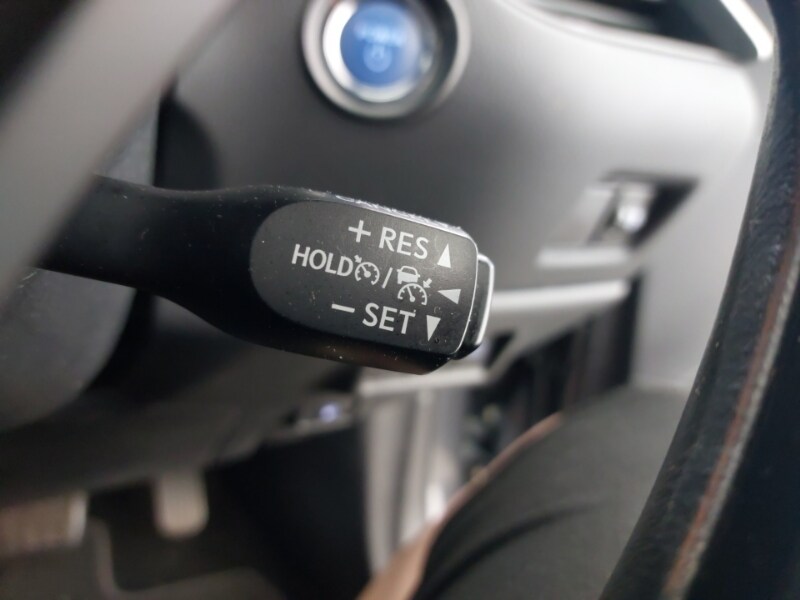 + RES ▲
HOLD / ◀
− SET ▼